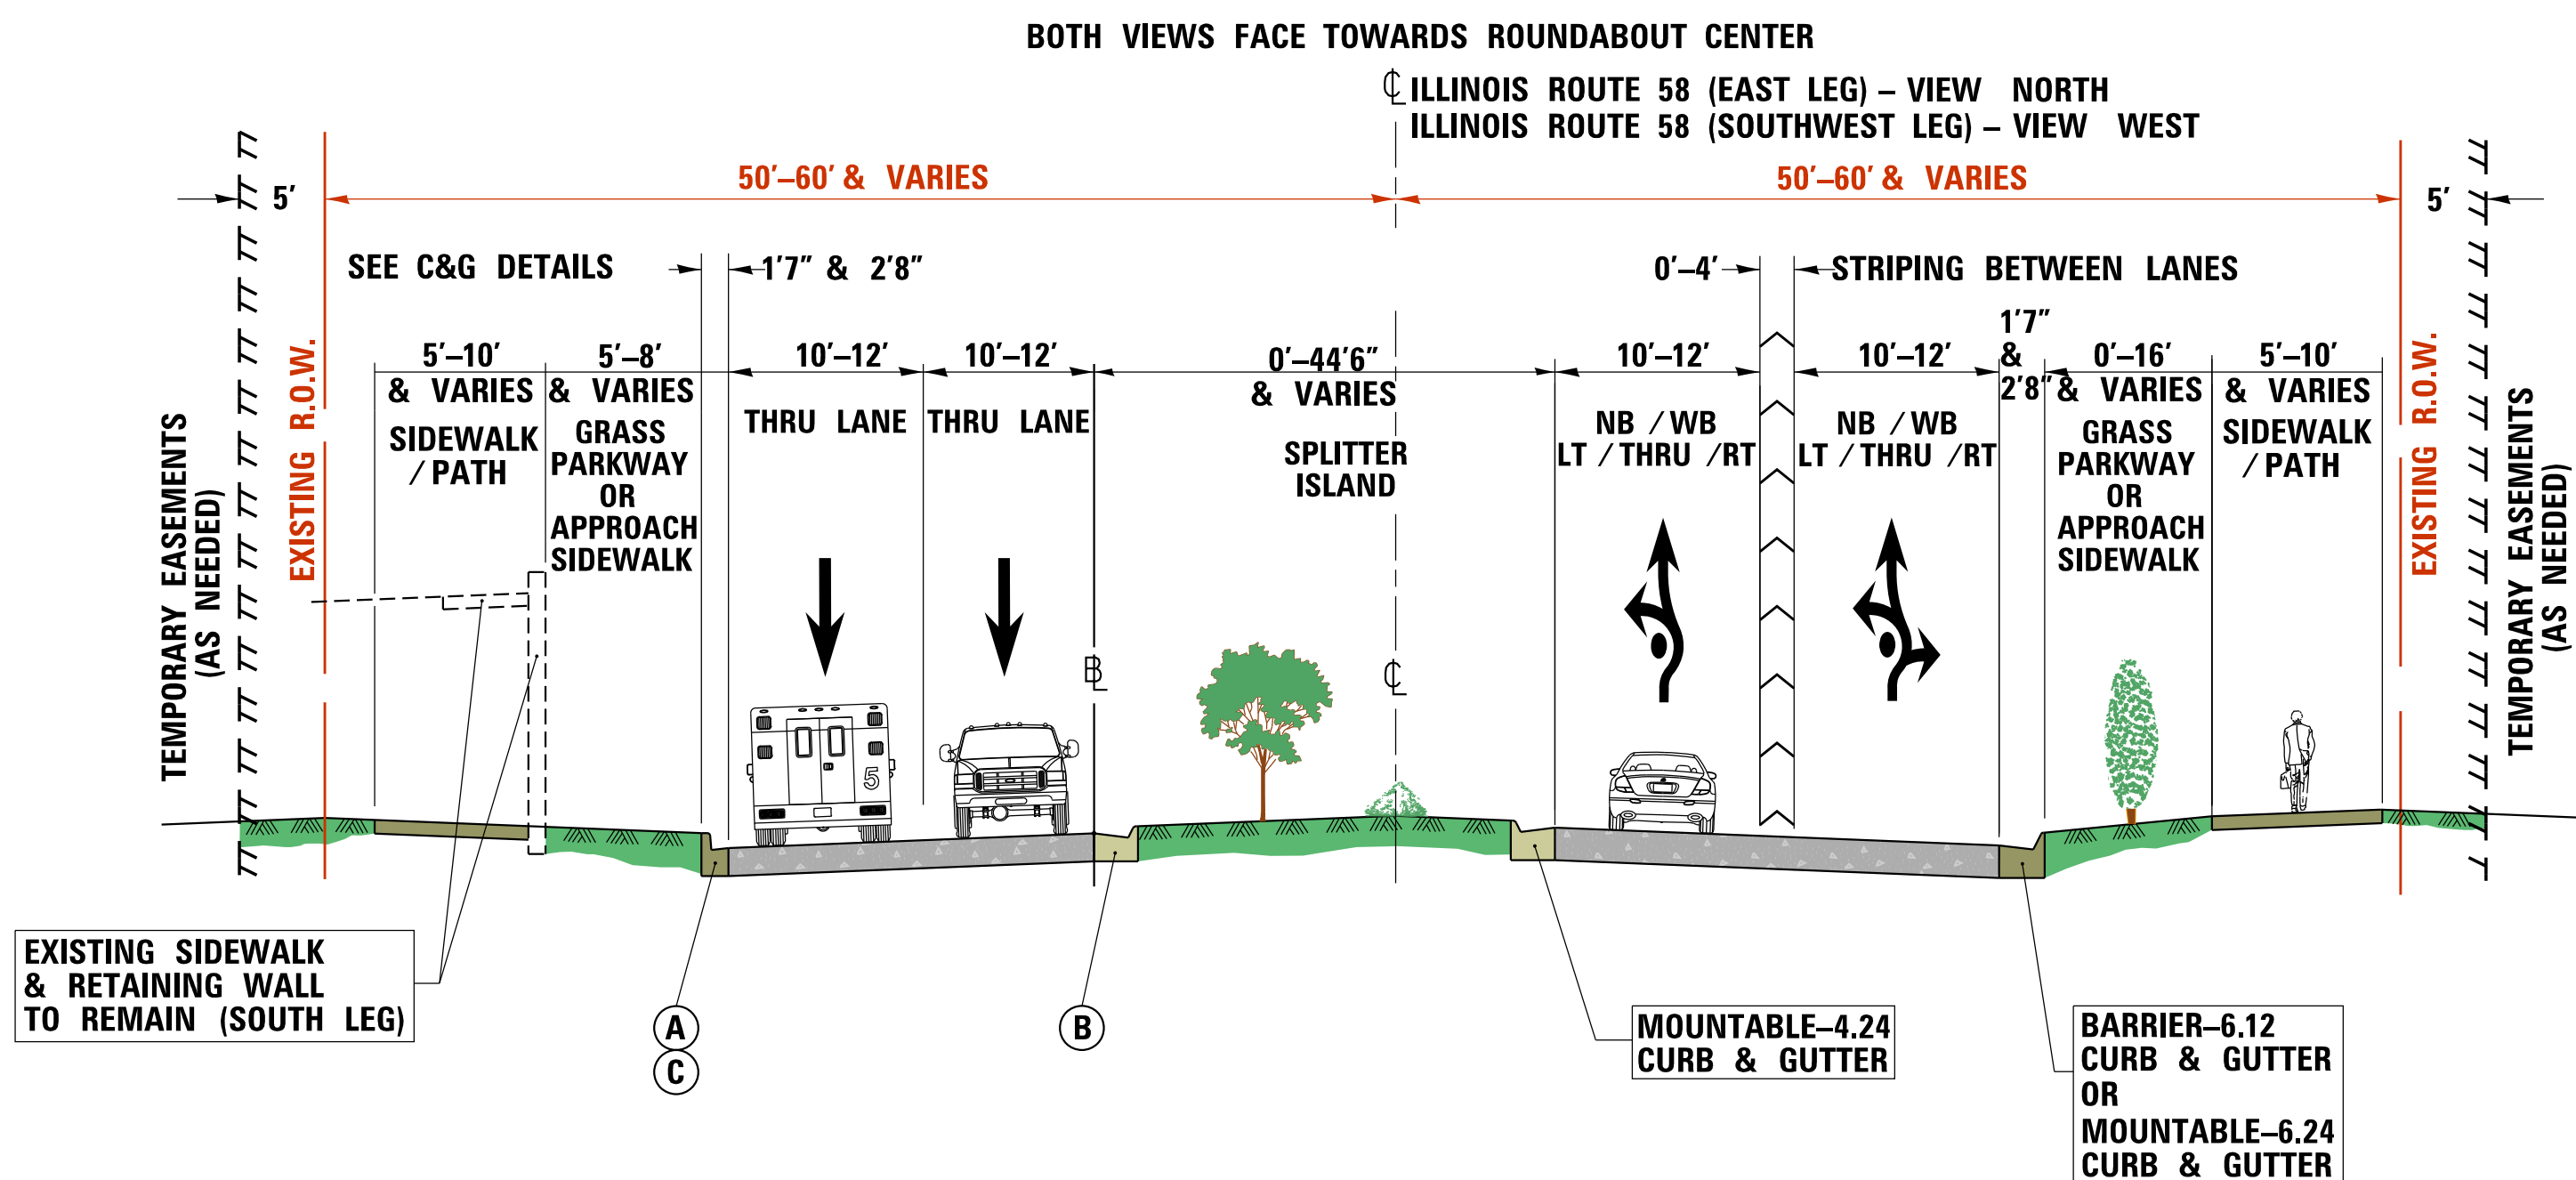 BOTH VIEWS FACE TOWARDS ROUNDABOUT CENTER
℄ ILLINOIS ROUTE 58 (EAST LEG) – VIEW NORTH
ILLINOIS ROUTE 58 (SOUTHWEST LEG) – VIEW WEST
50'–60' & VARIES
50'–60' & VARIES
5'
5'
SEE C&G DETAILS
1'7" & 2'8"
0'–4'
STRIPING BETWEEN LANES
TEMPORARY EASEMENTS
(AS NEEDED)
EXISTING R.O.W.
5'–10'
& VARIES
SIDEWALK
/ PATH
5'–8'
& VARIES
GRASS
PARKWAY
OR
APPROACH
SIDEWALK
10'–12'
THRU LANE
10'–12'
THRU LANE
0'–44'6"
& VARIES
SPLITTER
ISLAND
10'–12'
NB / WB
LT / THRU / RT
10'–12'
NB / WB
LT / THRU / RT
1'7"
&
2'8"
0'–16'
& VARIES
GRASS
PARKWAY
OR
APPROACH
SIDEWALK
5'–10'
& VARIES
SIDEWALK
/ PATH
EXISTING R.O.W.
TEMPORARY EASEMENTS
(AS NEEDED)
BL
℄
5
EXISTING SIDEWALK
& RETAINING WALL
TO REMAIN (SOUTH LEG)
A
C
B
MOUNTABLE–4.24
CURB & GUTTER
BARRIER–6.12
CURB & GUTTER
OR
MOUNTABLE–6.24
CURB & GUTTER